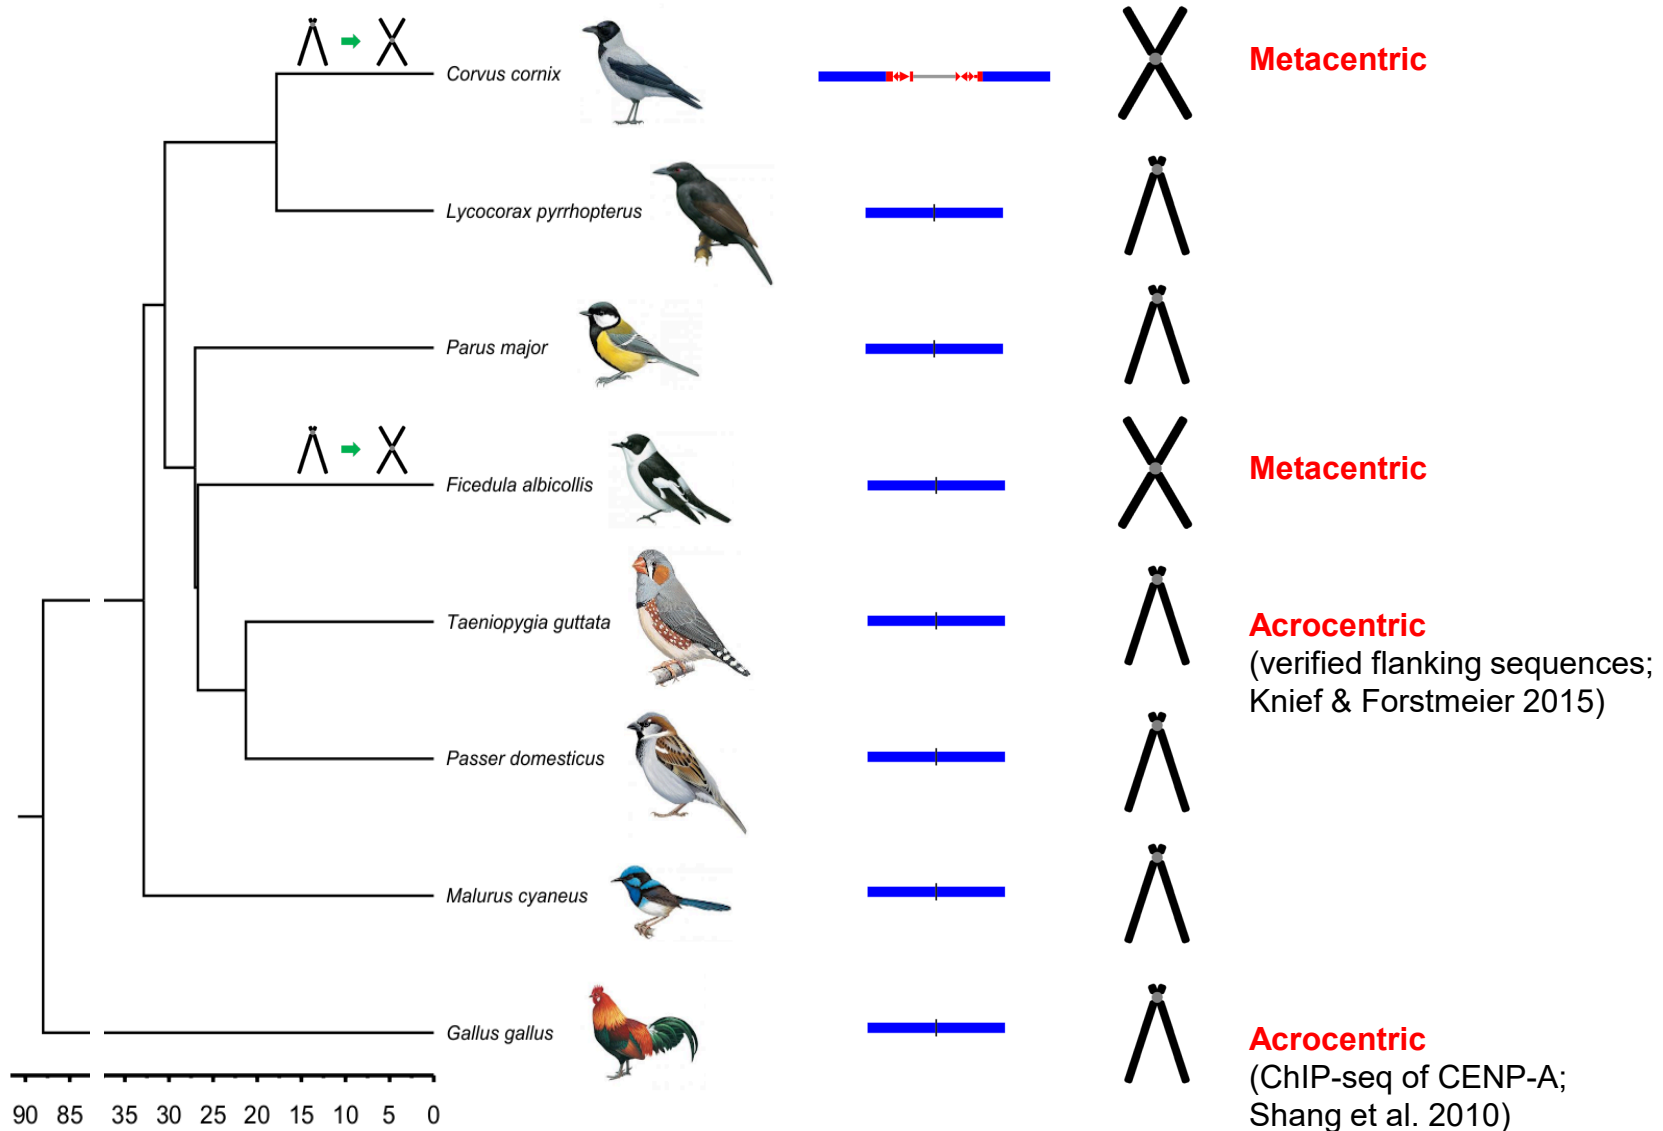 Corvus cornix
Metacentric
Lycocorax pyrrhopterus
Parus major
Ficedula albicollis
Metacentric
Taeniopygia guttata
Acrocentric
(verified flanking sequences;
Knief & Forstmeier 2015)
Passer domesticus
Malurus cyaneus
Gallus gallus
Acrocentric
(ChIP-seq of CENP-A;
Shang et al. 2010)
90 85 35 30 25 20 15 10 5 0